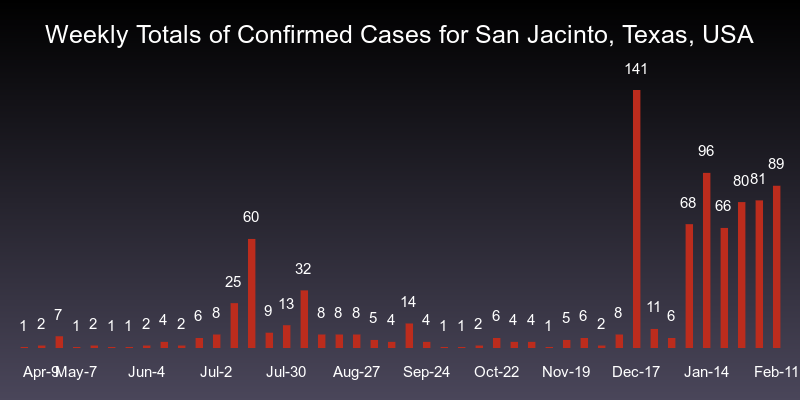 Weekly Totals of Confirmed Cases for San Jacinto, Texas, USA
1 2 7 1 2 1 1 2 4 2 6 8 25 60 9 13 32 8 8 8 5 4 14 4 1 1 2 6 4 4 1 5 6 2 8 141 11 6 68 96 66 80 81 89
Apr-9 May-7 Jun-4 Jul-2 Jul-30 Aug-27 Sep-24 Oct-22 Nov-19 Dec-17 Jan-14 Feb-11